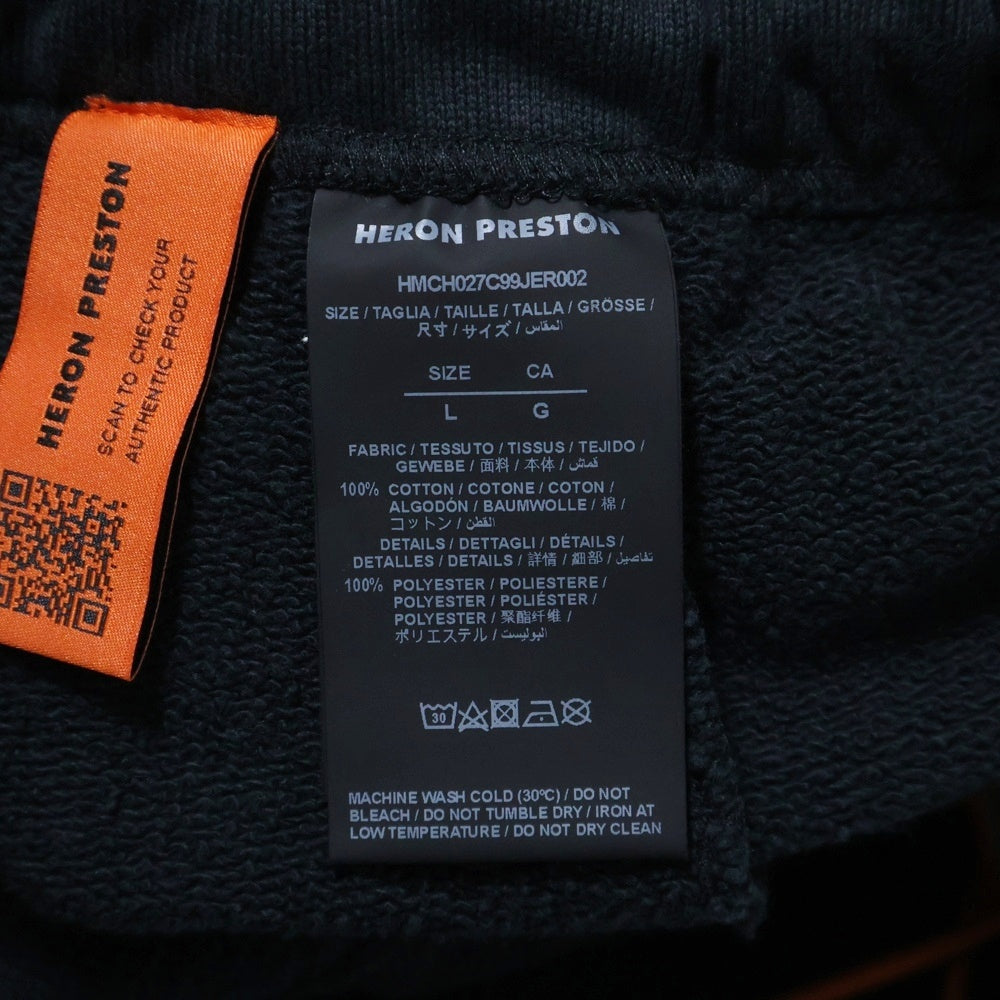 HERON PRESTON
SCAN TO CHECK YOUR
AUTHENTIC PRODUCT
HERON PRESTON
HMCH027C99JER002
SIZE / TAGLIA / TAILLE / TALLA / GRÖSSE /
尺寸 / サイズ / المقاس
SIZE CA
L G
FABRIC / TESSUTO / TISSUS / TEJIDO /
GEWEBE / 面料 / 本体 / قماش
100% COTTON / COTONE / COTON /
ALGODÓN / BAUMWOLLE / 棉 /
コットン / القطن
DETAILS / DETTAGLI / DÉTAILS /
DETALLES / DETAILS / 詳情 / 細部 / تفاصيل
100% POLYESTER / POLIESTERE /
POLYESTER / POLIÉSTER /
POLYESTER / 聚酯纤维 /
ポリエステル / البوليست
30
MACHINE WASH COLD (30ºC) / DO NOT
BLEACH / DO NOT TUMBLE DRY / IRON AT
LOW TEMPERATURE / DO NOT DRY CLEAN